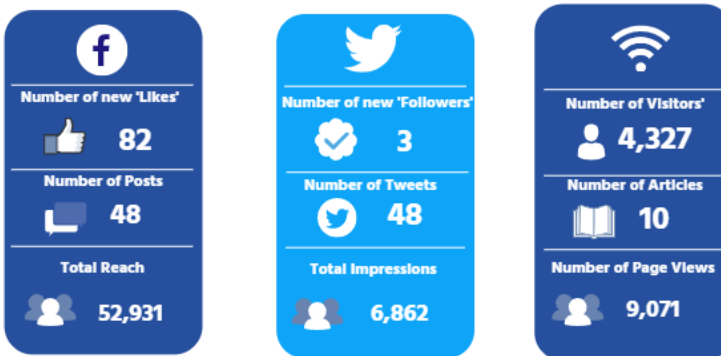 f
Number of new 'Likes'
82
Number of Posts
48
Total Reach
52,931
Number of new 'Followers'
3
Number of Tweets
48
Total Impressions
6,862
Number of Visitors'
4,327
Number of Articles
10
Number of Page Views
9,071